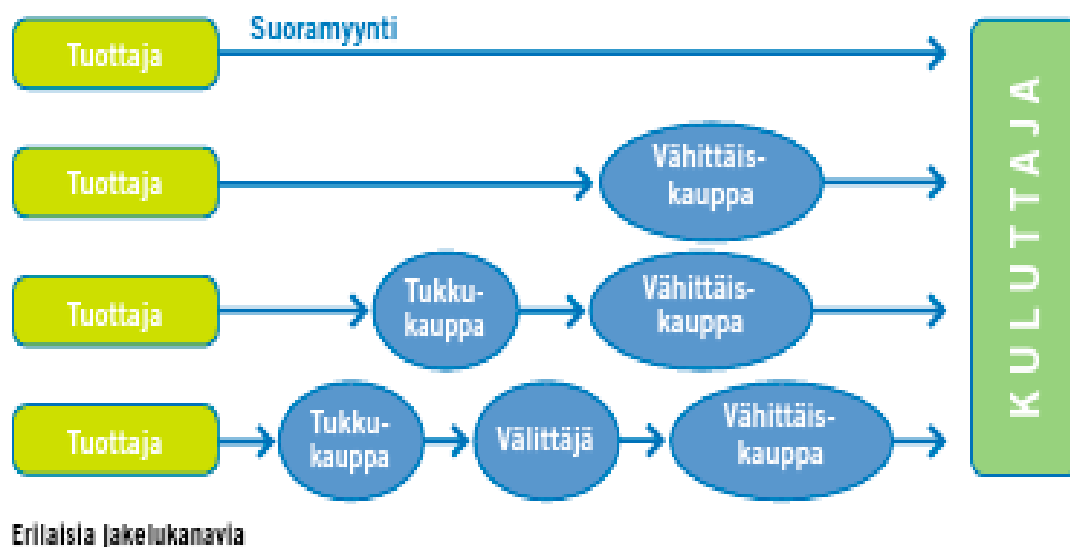 Suoramyynti
Tuottaja
Tuottaja
Vähittäis-
kauppa
Tuottaja
Tukku-
kauppa
Vähittäis-
kauppa
Tuottaja
Tukku-
kauppa
Välittäjä
Vähittäis-
kauppa
KULUTTAJA
Erilaisia jakelukanavia